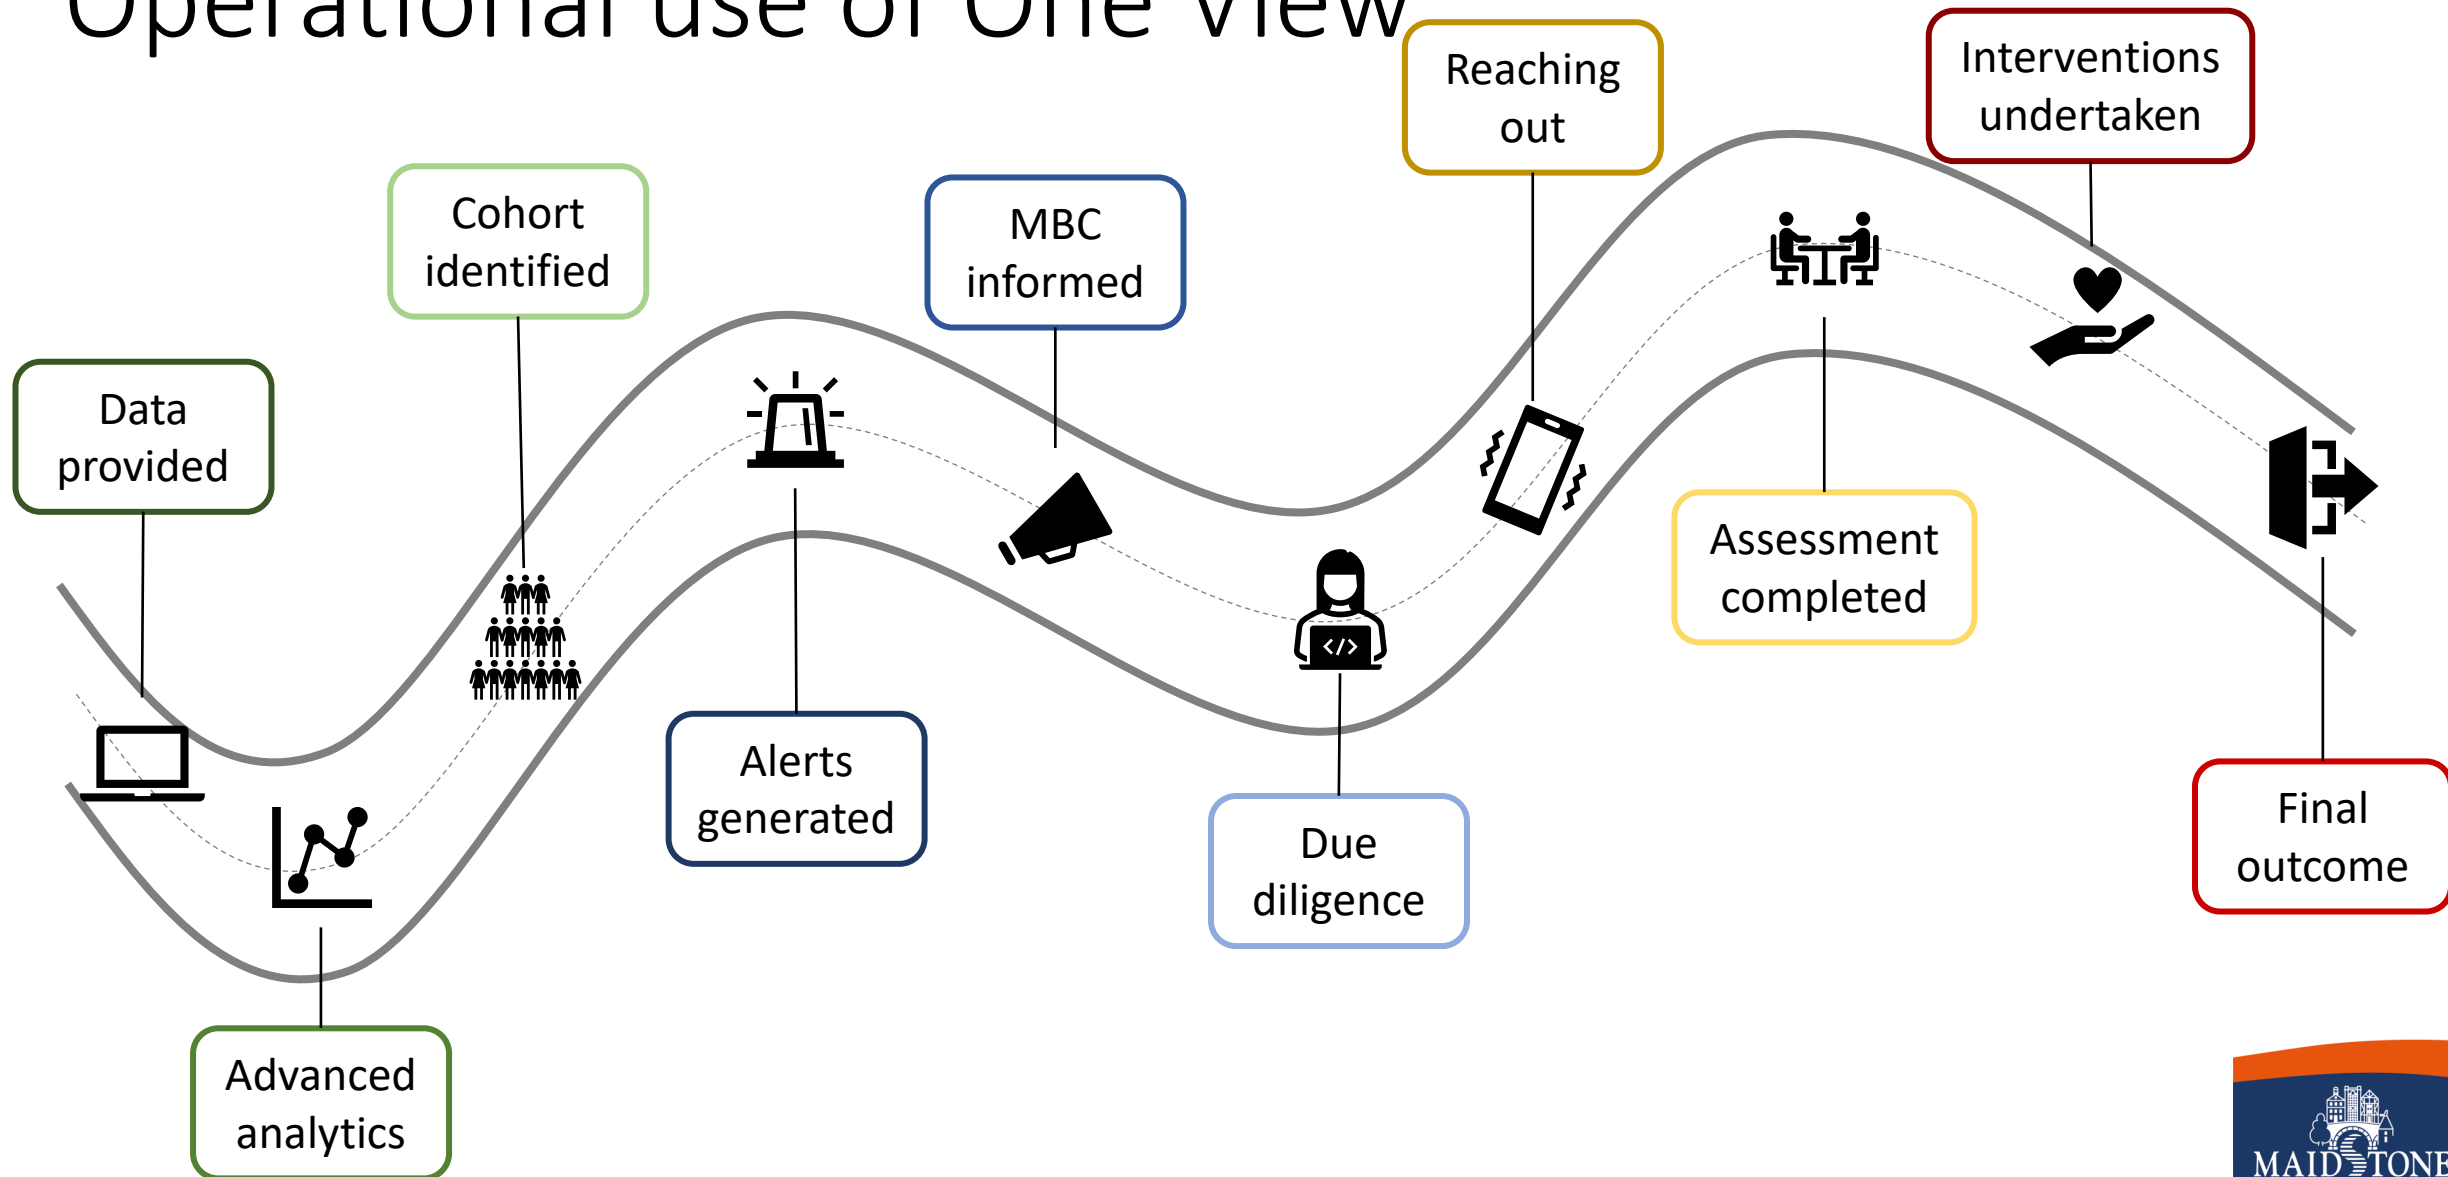 Operational use of One View
Data
provided
Advanced
analytics
Cohort
identified
Alerts
generated
MBC
informed
Due
diligence
Reaching
out
Assessment
completed
Interventions
undertaken
Final
outcome
</>
MAIDSTONE